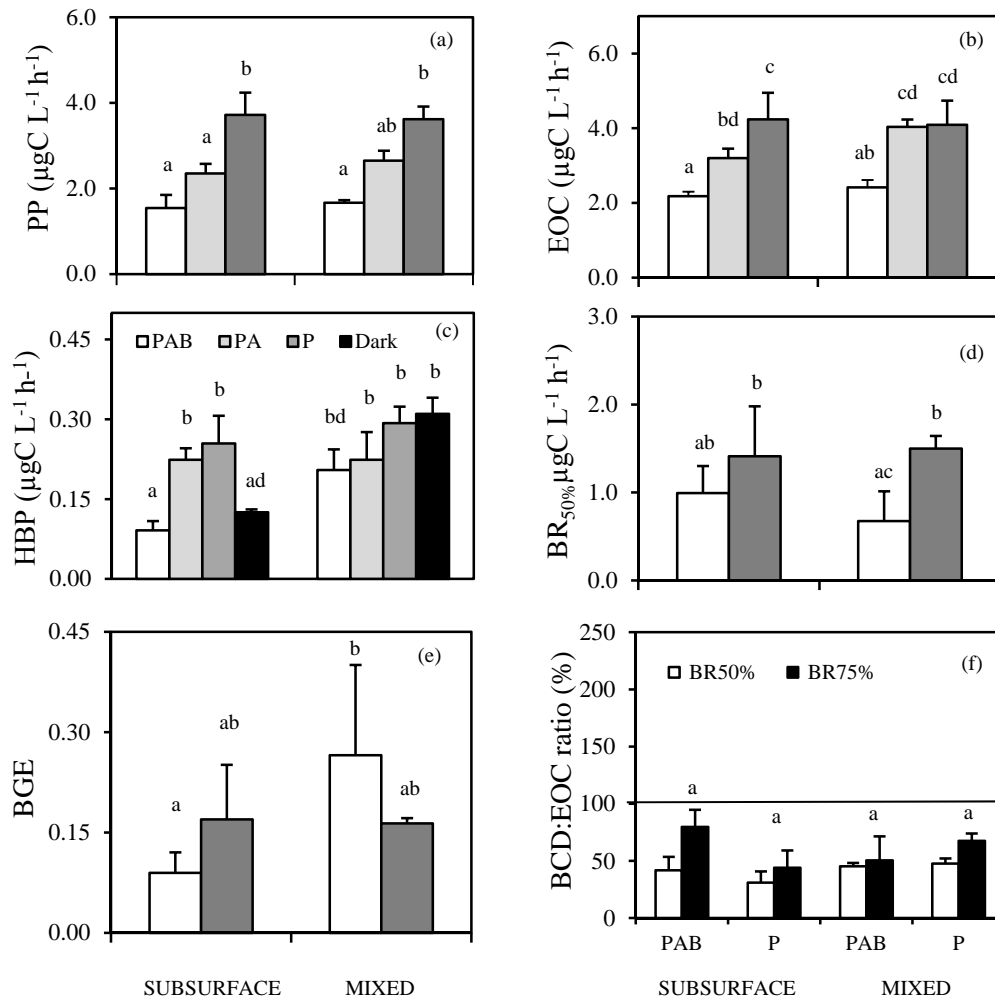 (a)
PP (µgC L⁻¹ h⁻¹)
6.0
4.0
2.0
0.0
a
a
b
a
ab
b
(b)
EOC (µgC L⁻¹ h⁻¹)
6.0
4.0
2.0
0.0
a
bd
c
ab
cd
cd
(c)
HBP (µgC L⁻¹ h⁻¹)
0.45
0.30
0.15
0.00
PAB PA P Dark
a
b
b
ad
bd
b
b
b
(d)
BR₅₀% µgC L⁻¹ h⁻¹)
3.0
2.0
1.0
0.0
ab
b
ac
b
(e)
BGE
0.45
0.30
0.15
0.00
a
ab
b
ab
SUBSURFACE MIXED
(f)
BCD:EOC ratio (%)
250
200
150
100
50
0
BR50% BR75%
a
a
a
a
PAB P PAB P
SUBSURFACE MIXED